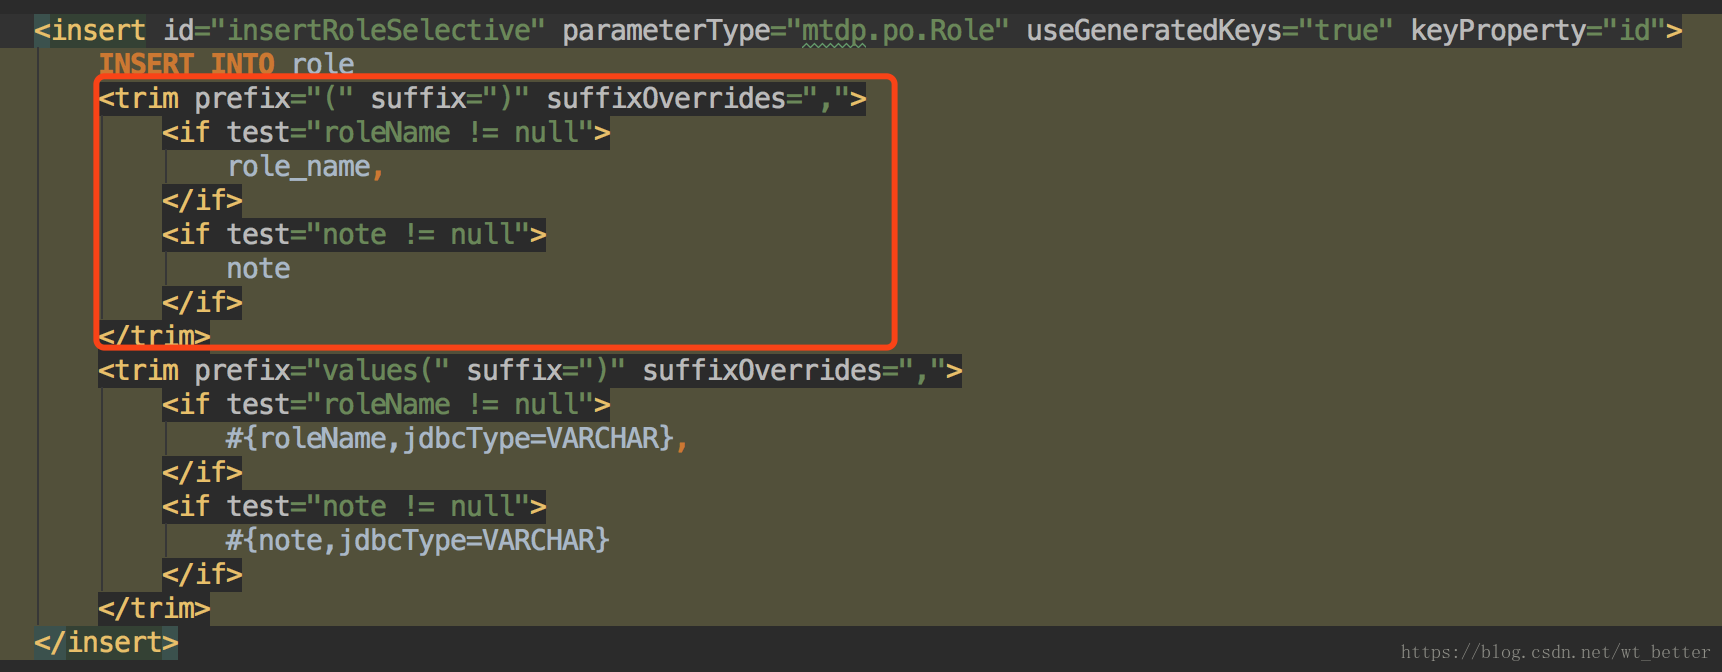 <insert id="insertRoleSelective" parameterType="mtdp.po.Role" useGeneratedKeys="true" keyProperty="id">
INSERT INTO role
<trim prefix="(" suffix=")" suffixOverrides=",">
<if test="roleName != null">
role_name,
</if>
<if test="note != null">
note
</if>
</trim>
<trim prefix="values(" suffix=")" suffixOverrides=",">
<if test="roleName != null">
#{roleName,jdbcType=VARCHAR},
</if>
<if test="note != null">
#{note,jdbcType=VARCHAR}
</if>
</trim>
</insert>
https://blog.csdn.net/wt_better